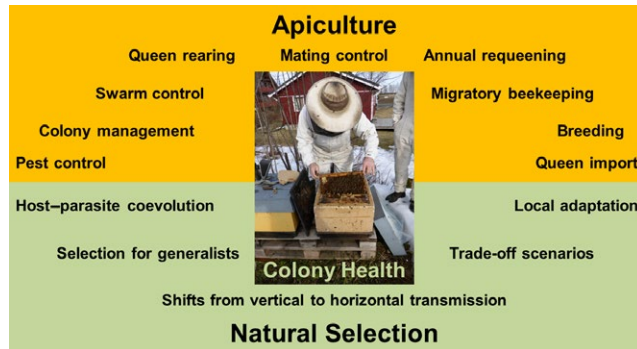 Apiculture
Queen rearing
Mating control
Annual requeening
Swarm control
Migratory beekeeping
Colony management
Breeding
Pest control
Queen import
Host–parasite coevolution
Local adaptation
Selection for generalists
Trade-off scenarios
Colony Health
Shifts from vertical to horizontal transmission
Natural Selection